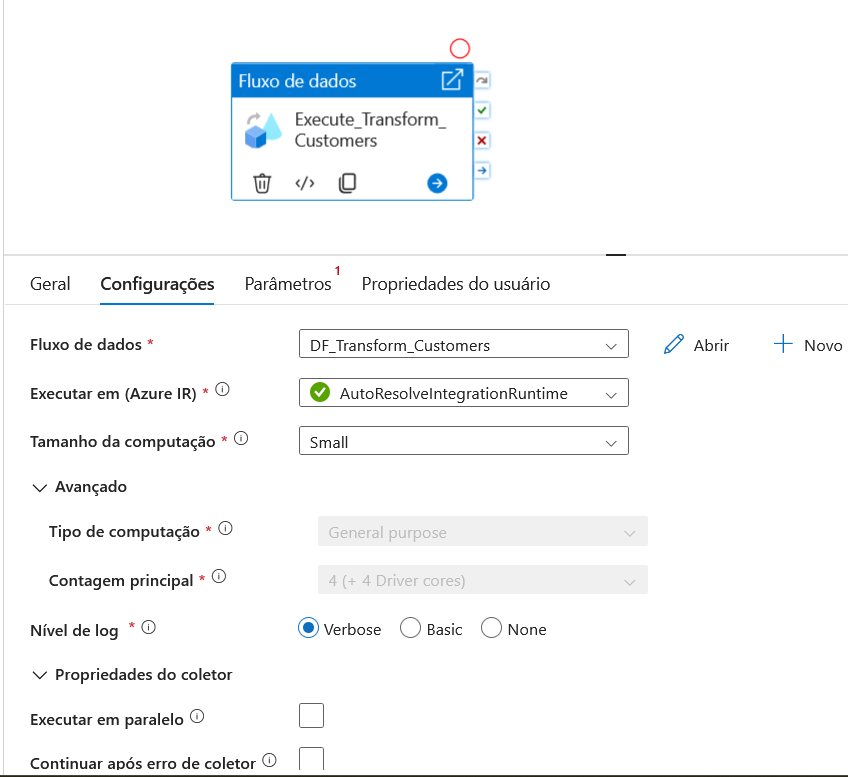 Fluxo de dados
Execute_Transform_
Customers
Geral Configurações Parâmetros 1 Propriedades do usuário
Fluxo de dados * DF_Transform_Customers Abrir Novo
Executar em (Azure IR) * AutoResolveIntegrationRuntime
Tamanho da computação * Small
Avançado
Tipo de computação * General purpose
Contagem principal * 4 (+ 4 Driver cores)
Nível de log * Verbose Basic None
Propriedades do coletor
Executar em paralelo
Continuar após erro de coletor